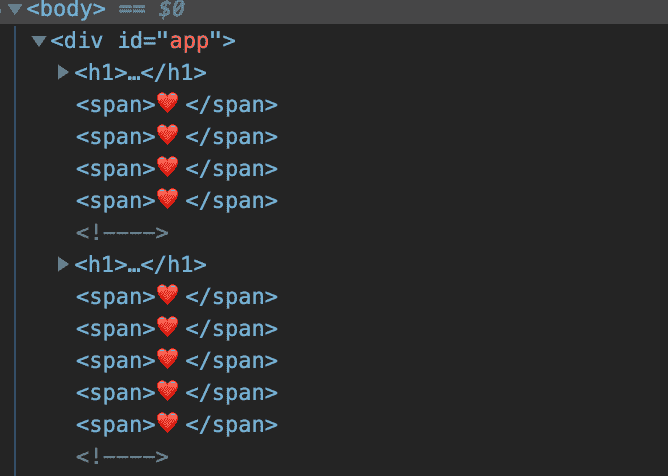 ▼<body> == $0
▼<div id="app">
▶<h1>…</h1>
<span>❤️ </span>
<span>❤️ </span>
<span>❤️ </span>
<span>❤️ </span>
<!---->
▶<h1>…</h1>
<span>❤️ </span>
<span>❤️ </span>
<span>❤️ </span>
<span>❤️ </span>
<span>❤️ </span>
<!---->